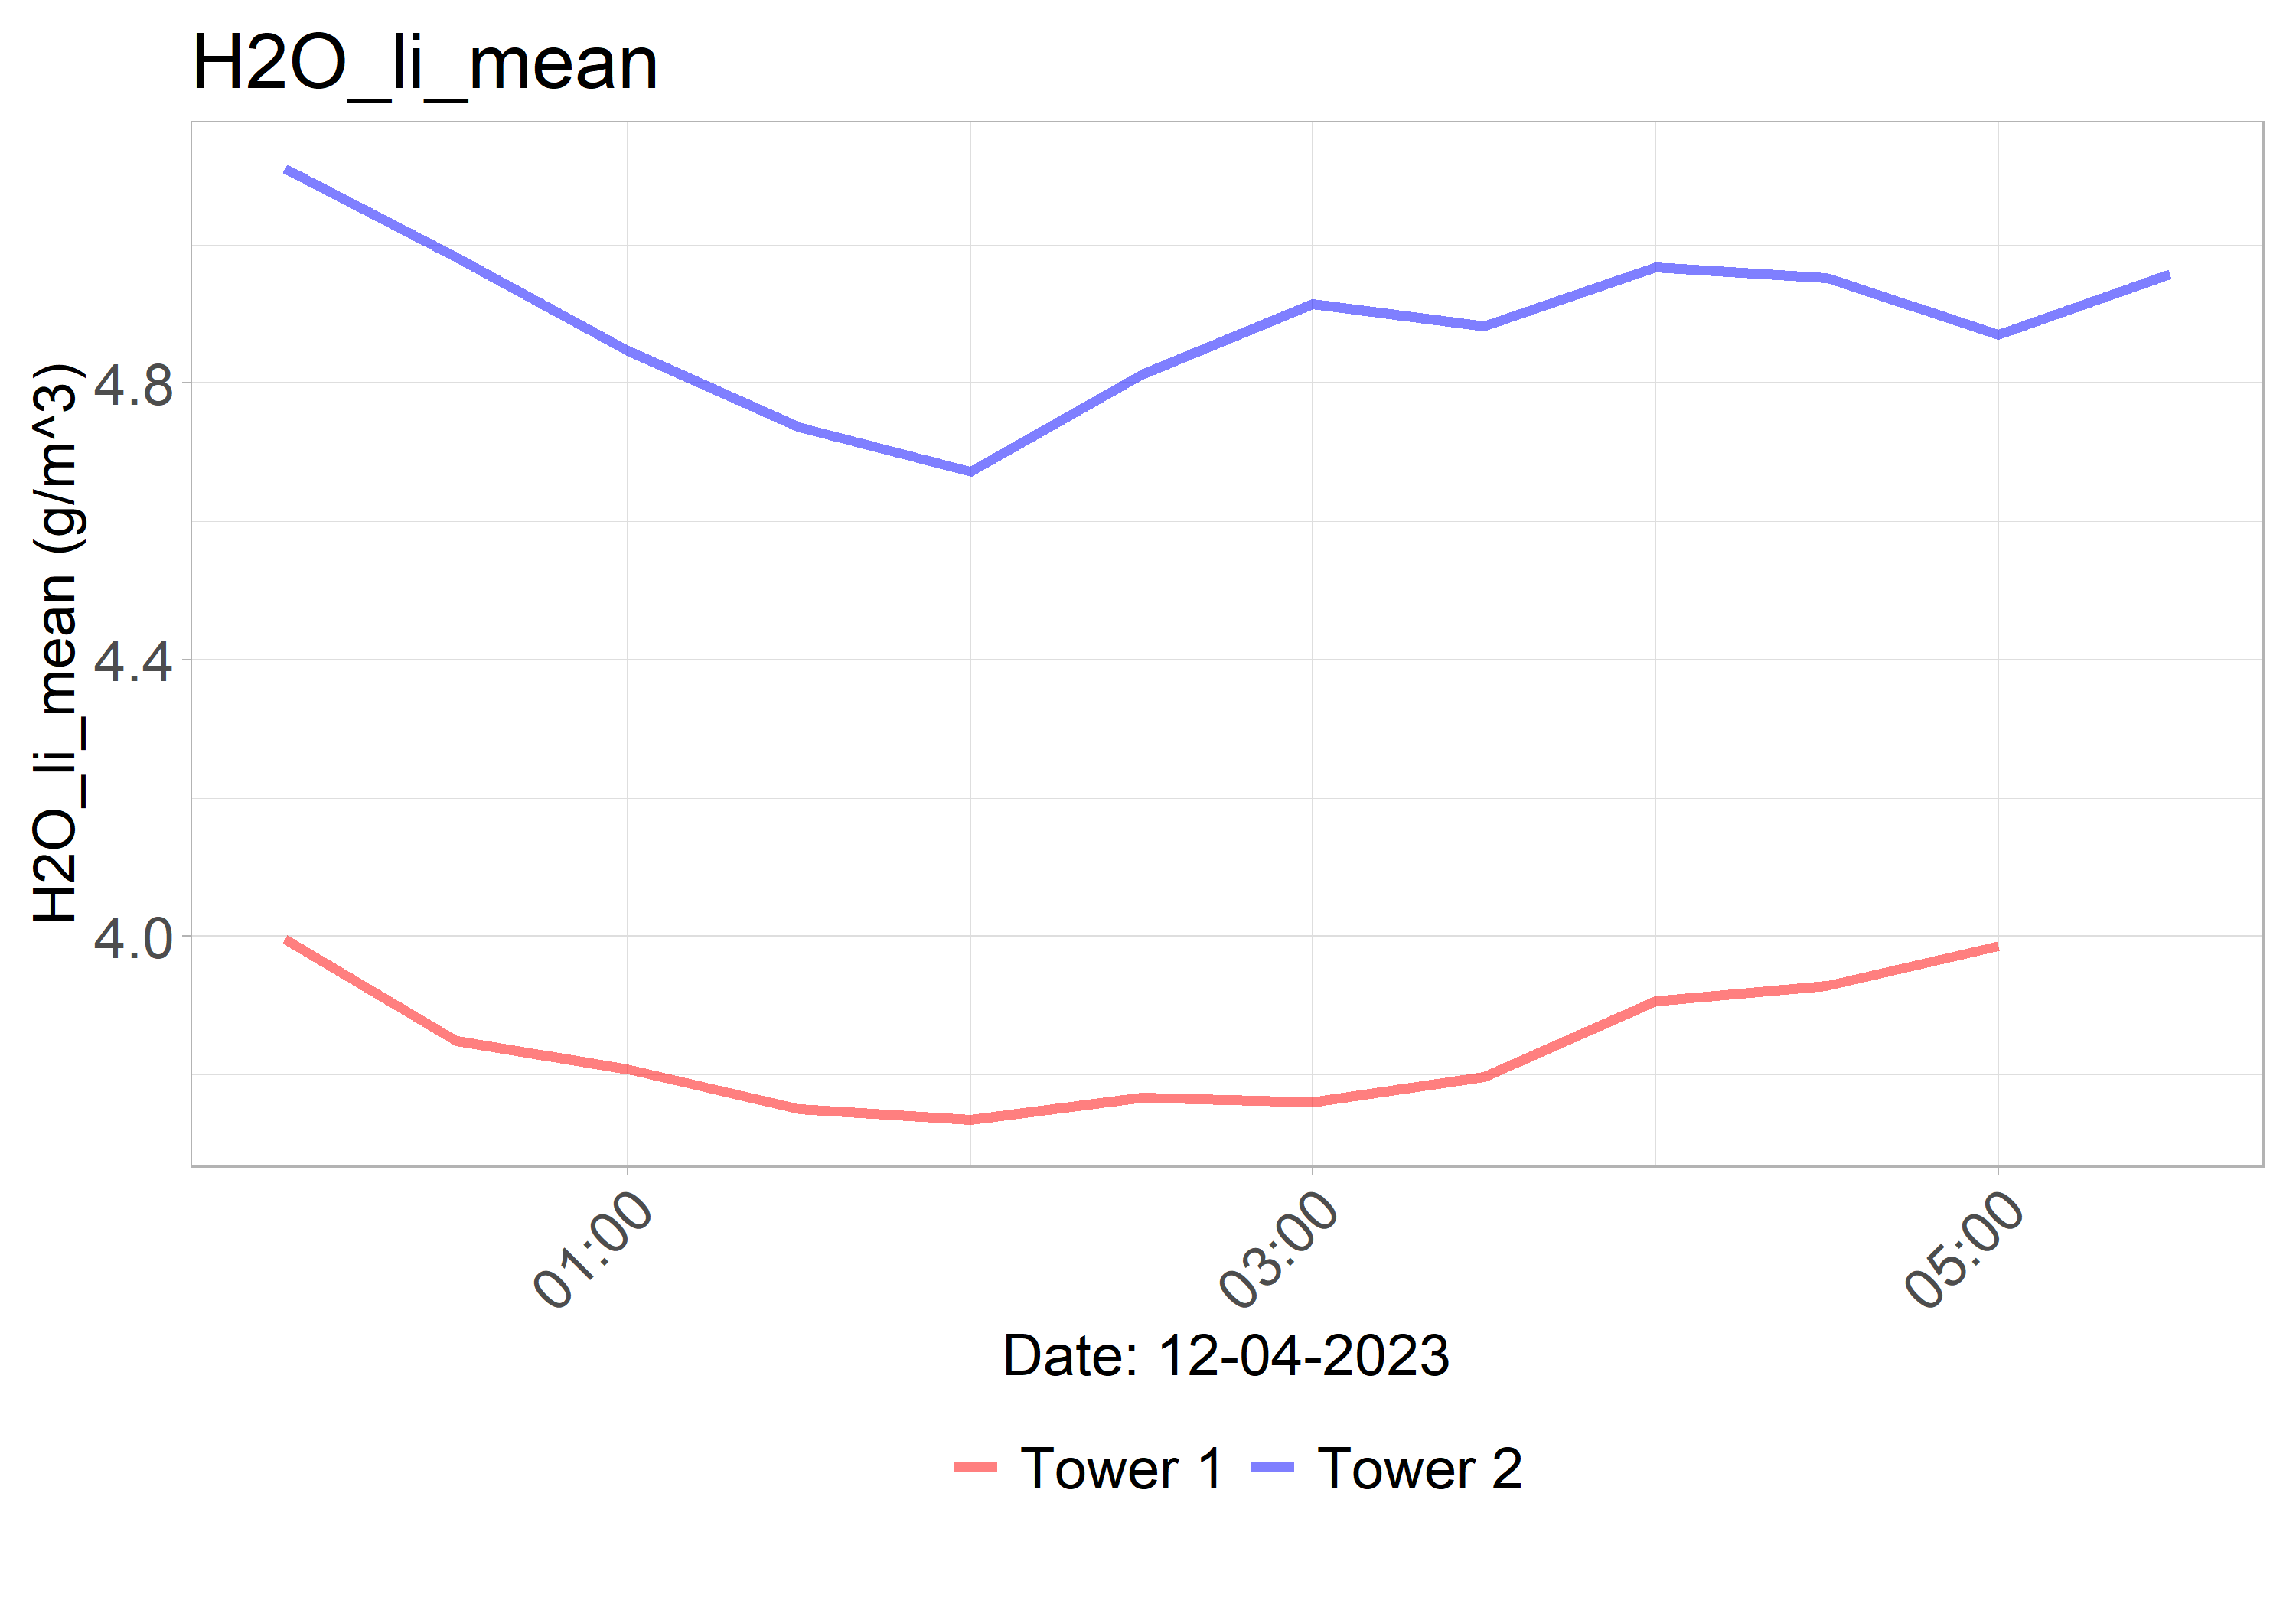 H2O_li_mean
H2O_li_mean (g/m^3)
4.8
4.4
4.0
01:00
03:00
05:00
Date: 12-04-2023
Tower 1
Tower 2